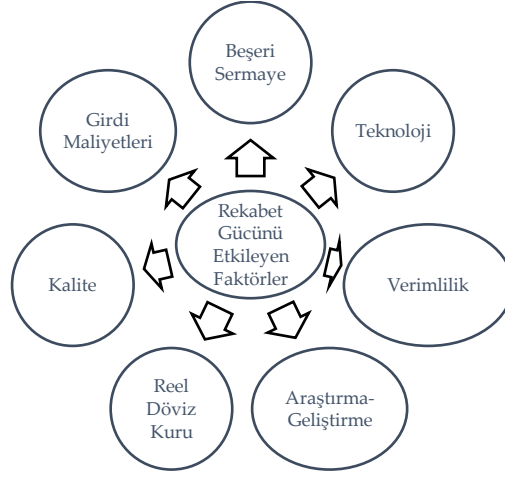 Beşeri
Sermaye
Girdi
Maliyetleri
Teknoloji
Rekabet
Gücünü
Etkileyen
Faktörler
Kalite
Verimlilik
Reel
Döviz
Kuru
Araştırma-
Geliştirme